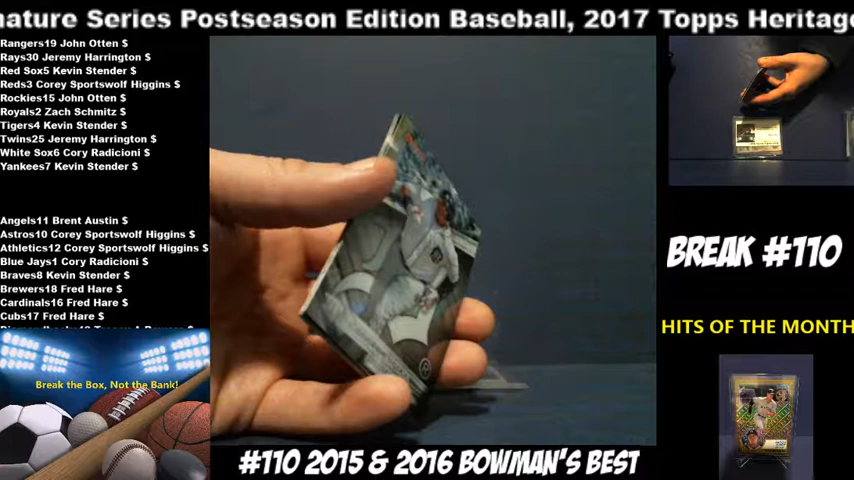 nature Series Postseason Edition Baseball, 2017 Topps Heritage
Rangers19 John Otten $
Rays30 Jeremy Harrington $
Red Sox5 Kevin Stender $
Reds3 Corey Sportswolf Higgins $
Rockies15 John Otten $
Royals2 Zach Schmitz $
Tigers4 Kevin Stender $
Twins25 Jeremy Harrington $
White Sox6 Cory Radicioni $
Yankees7 Kevin Stender $
Angels11 Brent Austin $
Astros10 Corey Sportswolf Higgins $
Athletics12 Corey Sportswolf Higgins $
Blue Jays1 Cory Radicioni $
Braves8 Kevin Stender $
Brewers18 Fred Hare $
Cardinals16 Fred Hare $
Cubs17 Fred Hare $
Break the Box, Not the Bank!
BREAK #110
HITS OF THE MONTH
#110 2015 & 2016 BOWMAN'S BEST